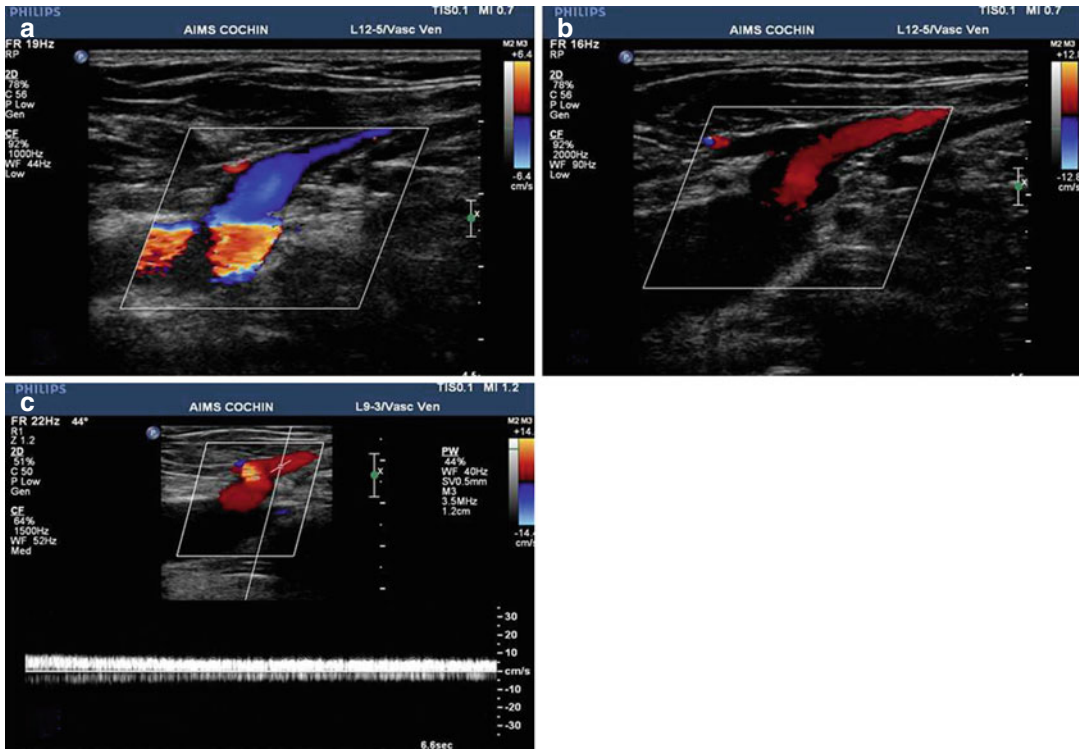 PHILIPS
TIS0.1 MI 0.7
a
AIMS COCHIN
L12-5/Vasc Ven
FR 19Hz
RP
2D
78%
C 56
P Low
Gen
CF
92%
1000Hz
WF 44Hz
Low
M2 M3
+6.4
-6.4
cm/s
x
PHILIPS
TIS0.1 MI 0.7
b
AIMS COCHIN
L12-5/Vasc Ven
FR 16Hz
RP
2D
78%
C 56
P Low
Gen
CF
92%
2000Hz
WF 90Hz
Low
M2 M3
-12.8
cm/s
x
PHILIPS
TIS0.1 MI 1.2
c
AIMS COCHIN
L9-3/Vasc Ven
FR 22Hz 44°
R1
Z 1.2
2D
51%
C 50
P Low
Gen
CF
64%
1500Hz
WF 52Hz
Med
x
PW
44%
WF 40Hz
SV0.5mm
M3
3.5MHz
1.2cm
M2 M3
cm/s
30
20
10
cm/s
-10
-20
-30
6.6sec